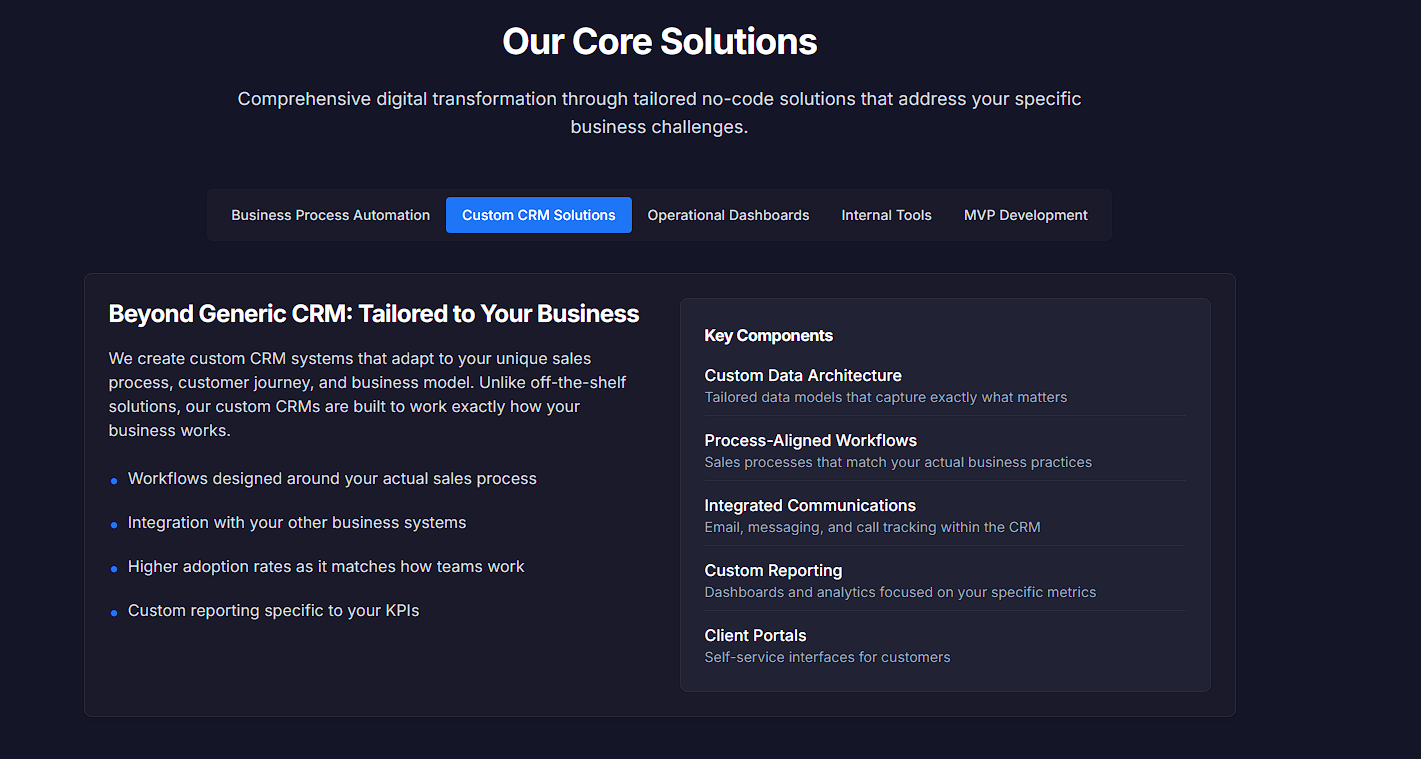 Our Core Solutions
Comprehensive digital transformation through tailored no-code solutions that address your specific
business challenges.
Business Process Automation
Custom CRM Solutions
Operational Dashboards
Internal Tools
MVP Development
Beyond Generic CRM: Tailored to Your Business
We create custom CRM systems that adapt to your unique sales
process, customer journey, and business model. Unlike off-the-shelf
solutions, our custom CRMs are built to work exactly how your
business works.
Workflows designed around your actual sales process
Integration with your other business systems
Higher adoption rates as it matches how teams work
Custom reporting specific to your KPIs
Key Components
Custom Data Architecture
Tailored data models that capture exactly what matters
Process-Aligned Workflows
Sales processes that match your actual business practices
Integrated Communications
Email, messaging, and call tracking within the CRM
Custom Reporting
Dashboards and analytics focused on your specific metrics
Client Portals
Self-service interfaces for customers